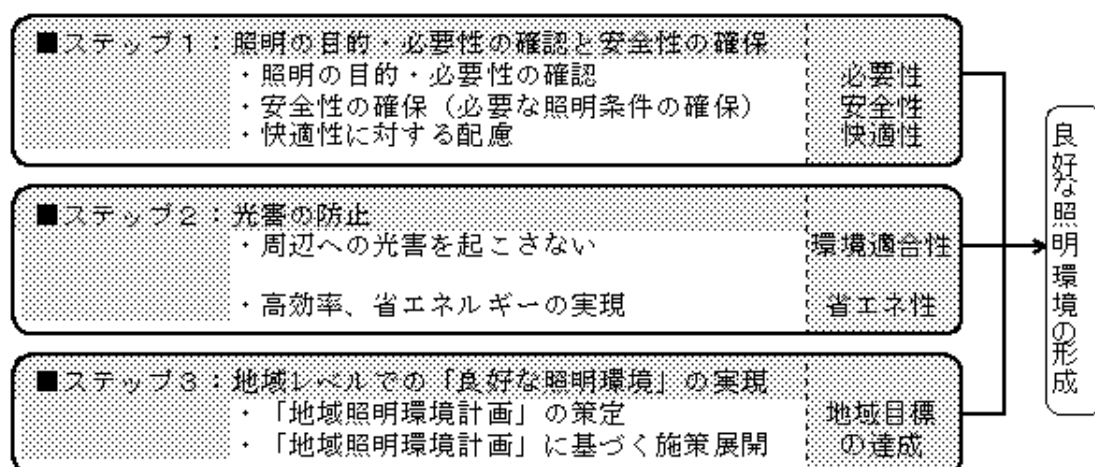 ■ステップ1：照明の目的・必要性の確認と安全性の確保
・照明の目的・必要性の確認
必要性
・安全性の確保（必要な照明条件の確保）
安全性
・快適性に対する配慮
快適性
■ステップ2：光害の防止
・周辺への光害を起こさない
環境適合性
・高効率、省エネルギーの実現
省エネ性
■ステップ3：地域レベルでの「良好な照明環境」の実現
・「地域照明環境計画」の策定
地域目標
・「地域照明環境計画」に基づく施策展開
の達成
良好な照明環境の形成